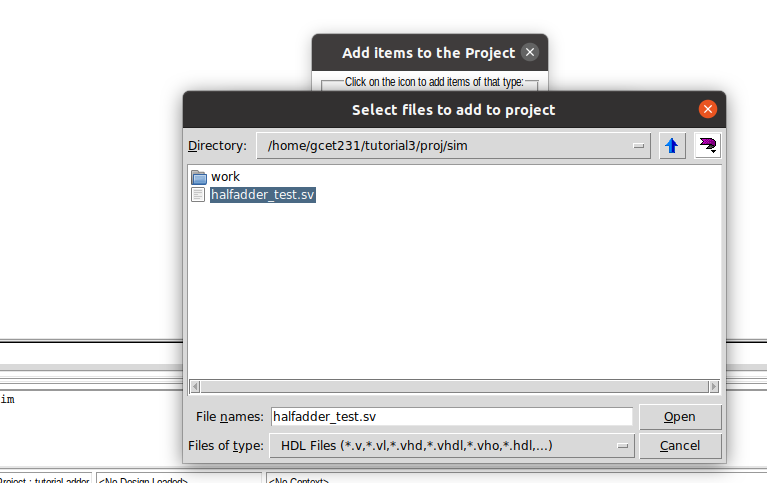 Add items to the Project
Click on the icon to add items of that type:
Select files to add to project
Directory: /home/gcet231/tutorial3/proj/sim
work
halfadder_test.sv
im
File names: halfadder_test.sv Open
Files of type: HDL Files (*.v,*.vl,*.vhd,*.vhdl,*.vho,*.hdl,...) Cancel
Project : tutorial adder <No Design Loaded> <No Context>